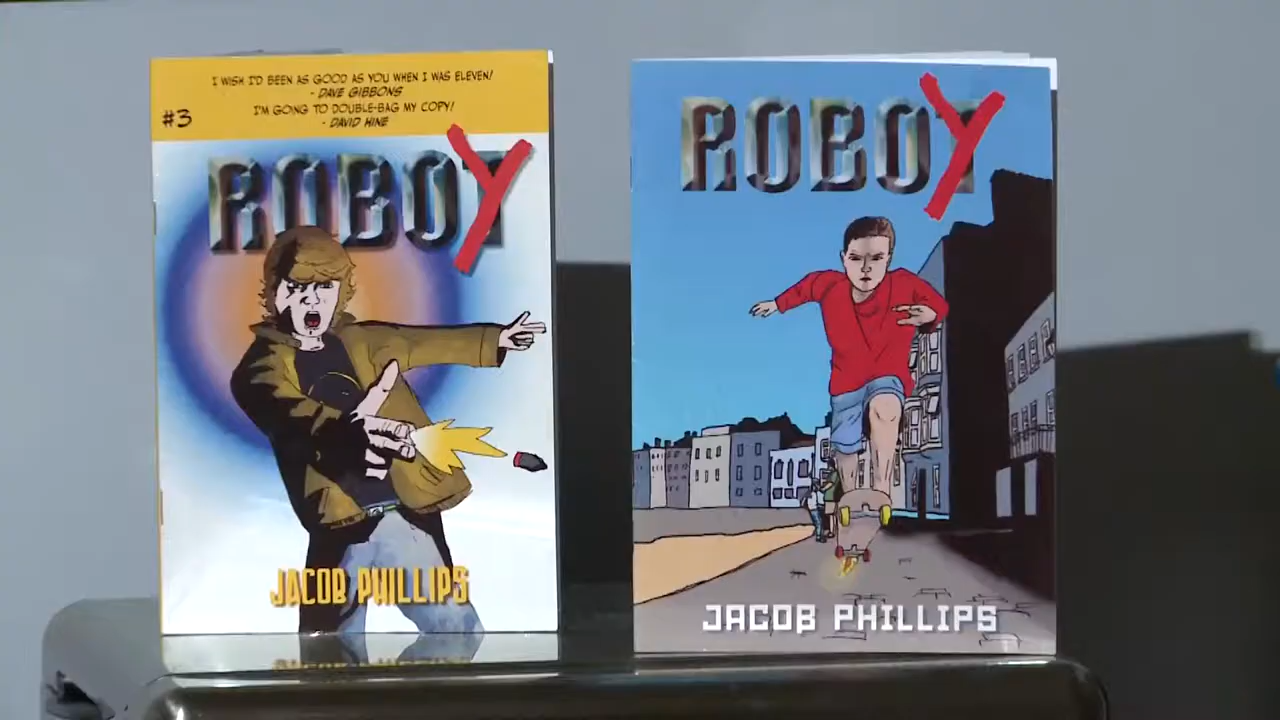 I WISH I'D BEEN AS GOOD AS YOU WHEN I WAS ELEVEN!
- DAVE GIBBONS
I'M GOING TO DOUBLE-BAG MY COPY!
- DAVID HINE
#3
ROBOY
JACOB PHILLIPS
ROBOY
JACOB PHILLIPS